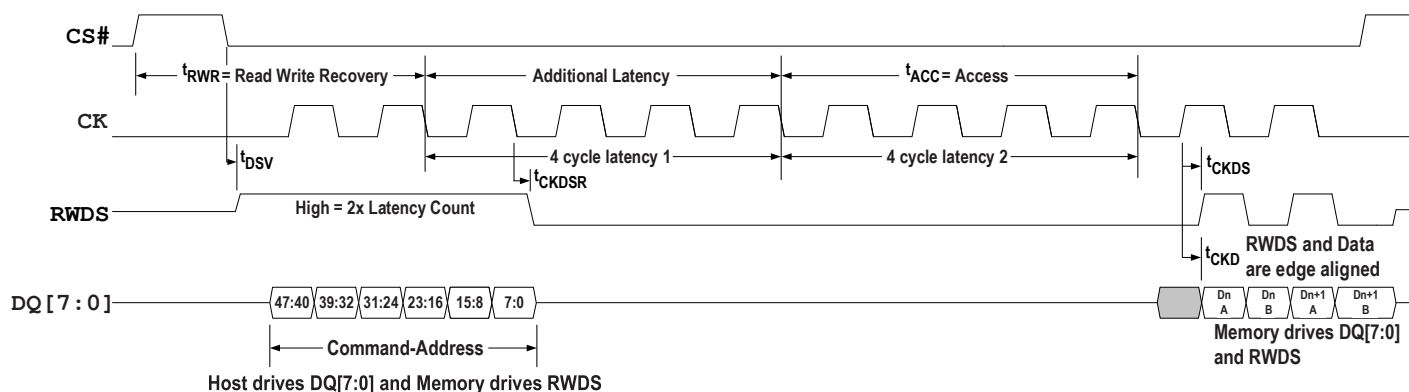 CS#
tRWR = Read Write Recovery
Additional Latency
tACC = Access
CK
tDSV
4 cycle latency 1
4 cycle latency 2
tCKDSR
tCKDS
RWDS
High = 2x Latency Count
tCKD
RWDS and Data
are edge aligned
DQ[7:0]
47:40 39:32 31:24 23:16 15:8 7:0
Dn A
Dn B
Dn+1 A
Dn+1 B
Command-Address
Memory drives DQ[7:0]
and RWDS
Host drives DQ[7:0] and Memory drives RWDS